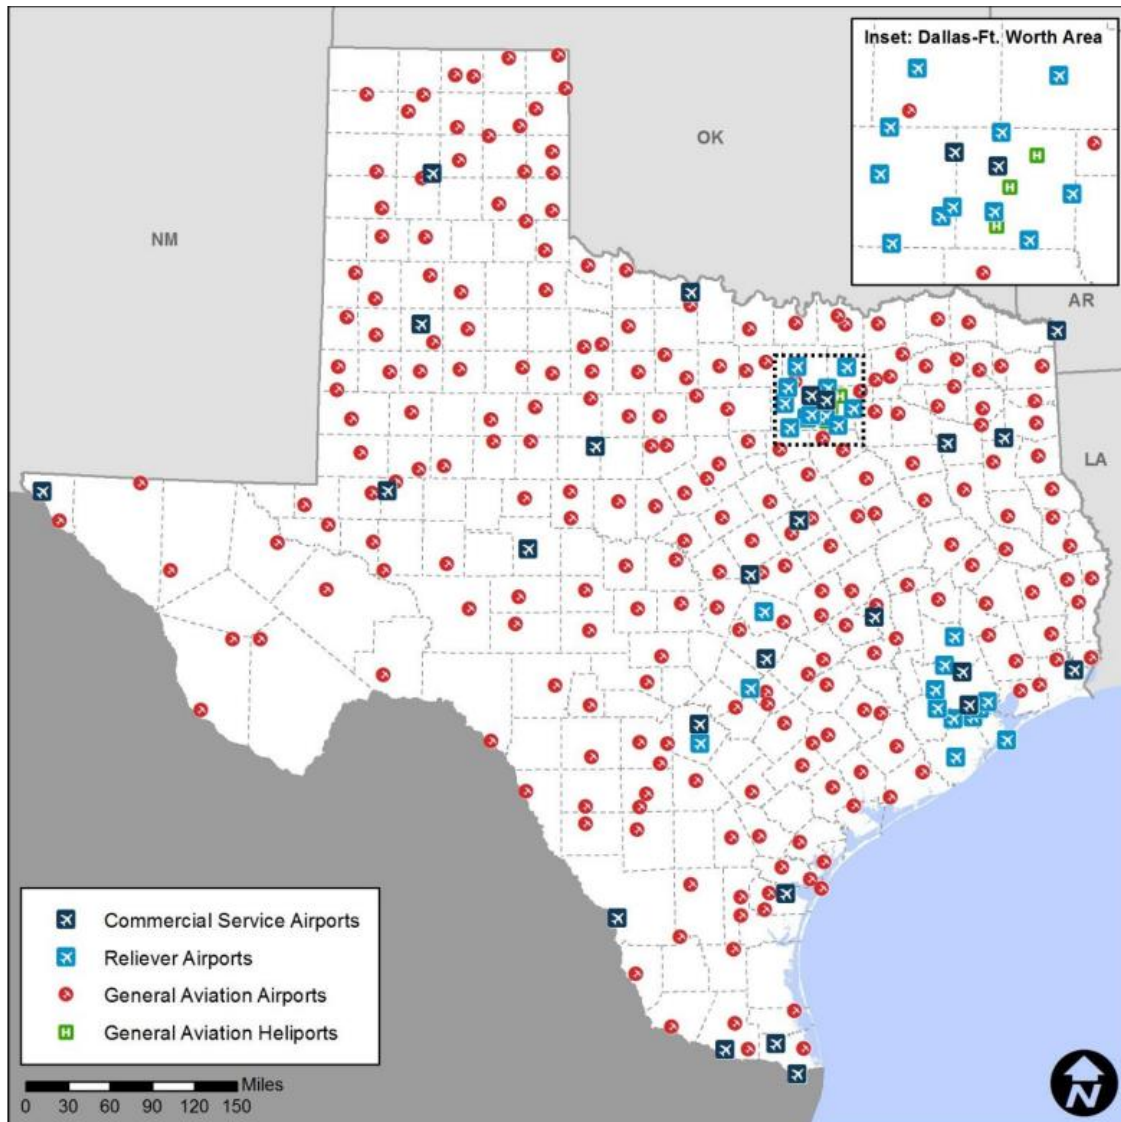 Inset: Dallas-Ft. Worth Area
OK
NM
AR
LA
Commercial Service Airports
Reliever Airports
General Aviation Airports
H General Aviation Heliports
Miles
0 30 60 90 120 150
N